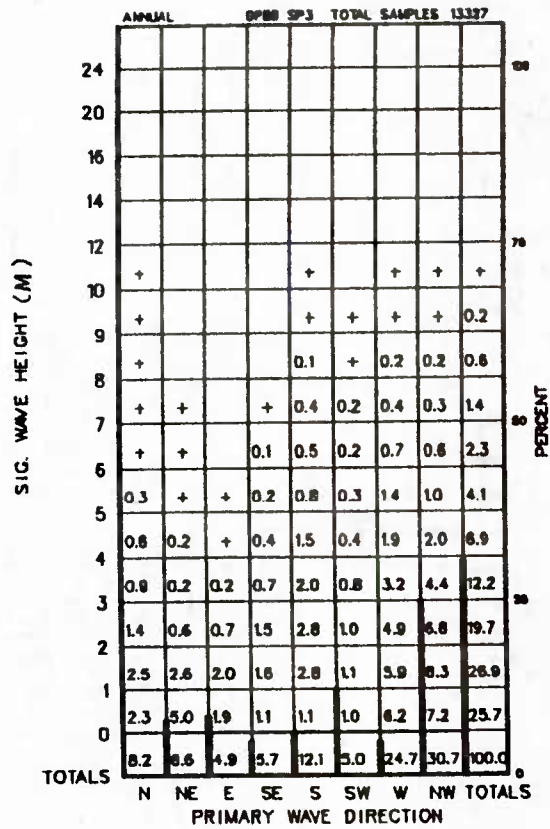 ANNUAL SP3 TOTAL SAMPLES
100
24
20
16
14
12
75
+ + + + +
10
+ + + + + 0.2
9
+ 0.1 + 0.2 0.2 0.6
8
+ + + 0.4 0.2 0.4 0.3 1.4
7
50
+ + 0.1 0.5 0.2 0.7 0.6 2.3
6
0.3 + + 0.2 0.8 0.3 1.4 1.0 4.1
5
0.6 0.2 + 0.4 1.5 0.4 1.9 2.0 6.9
4
0.9 0.2 0.2 0.7 2.0 0.8 3.2 4.4 12.2
3
25
1.4 0.6 0.7 1.5 2.8 1.0 4.9 6.8 19.7
2
2.5 2.6 2.0 1.6 2.8 1.1 5.9 8.3 26.9
1
2.3 5.0 1.9 1.1 1.1 1.0 6.2 7.2 25.7
0
8.2 8.6 4.9 5.7 12.1 5.0 24.7 30.7 100.0
TOTALS
0
N NE E SE S SW W NW TOTALS
PRIMARY WAVE DIRECTION
SIG. WAVE HEIGHT (M)
PERCENT